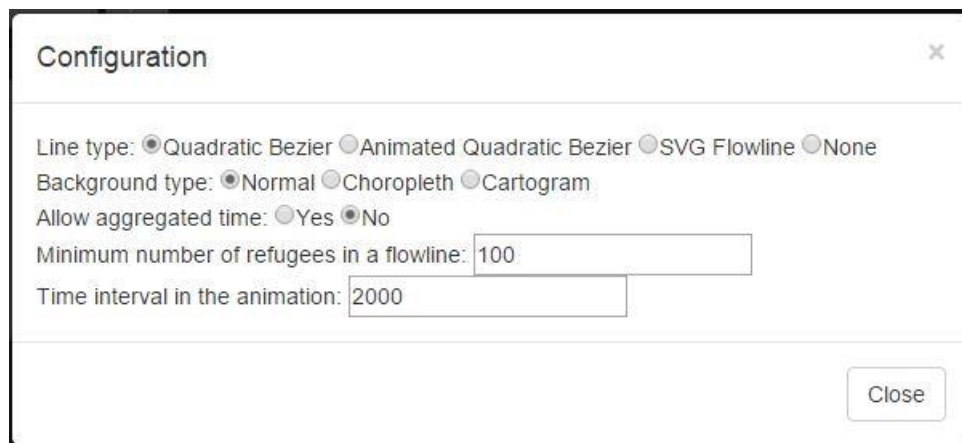 Configuration ×
Line type: Quadratic Bezier Animated Quadratic Bezier SVG Flowline None
Background type: Normal Choropleth Cartogram
Allow aggregated time: Yes No
Minimum number of refugees in a flowline: 100
Time interval in the animation: 2000
Close